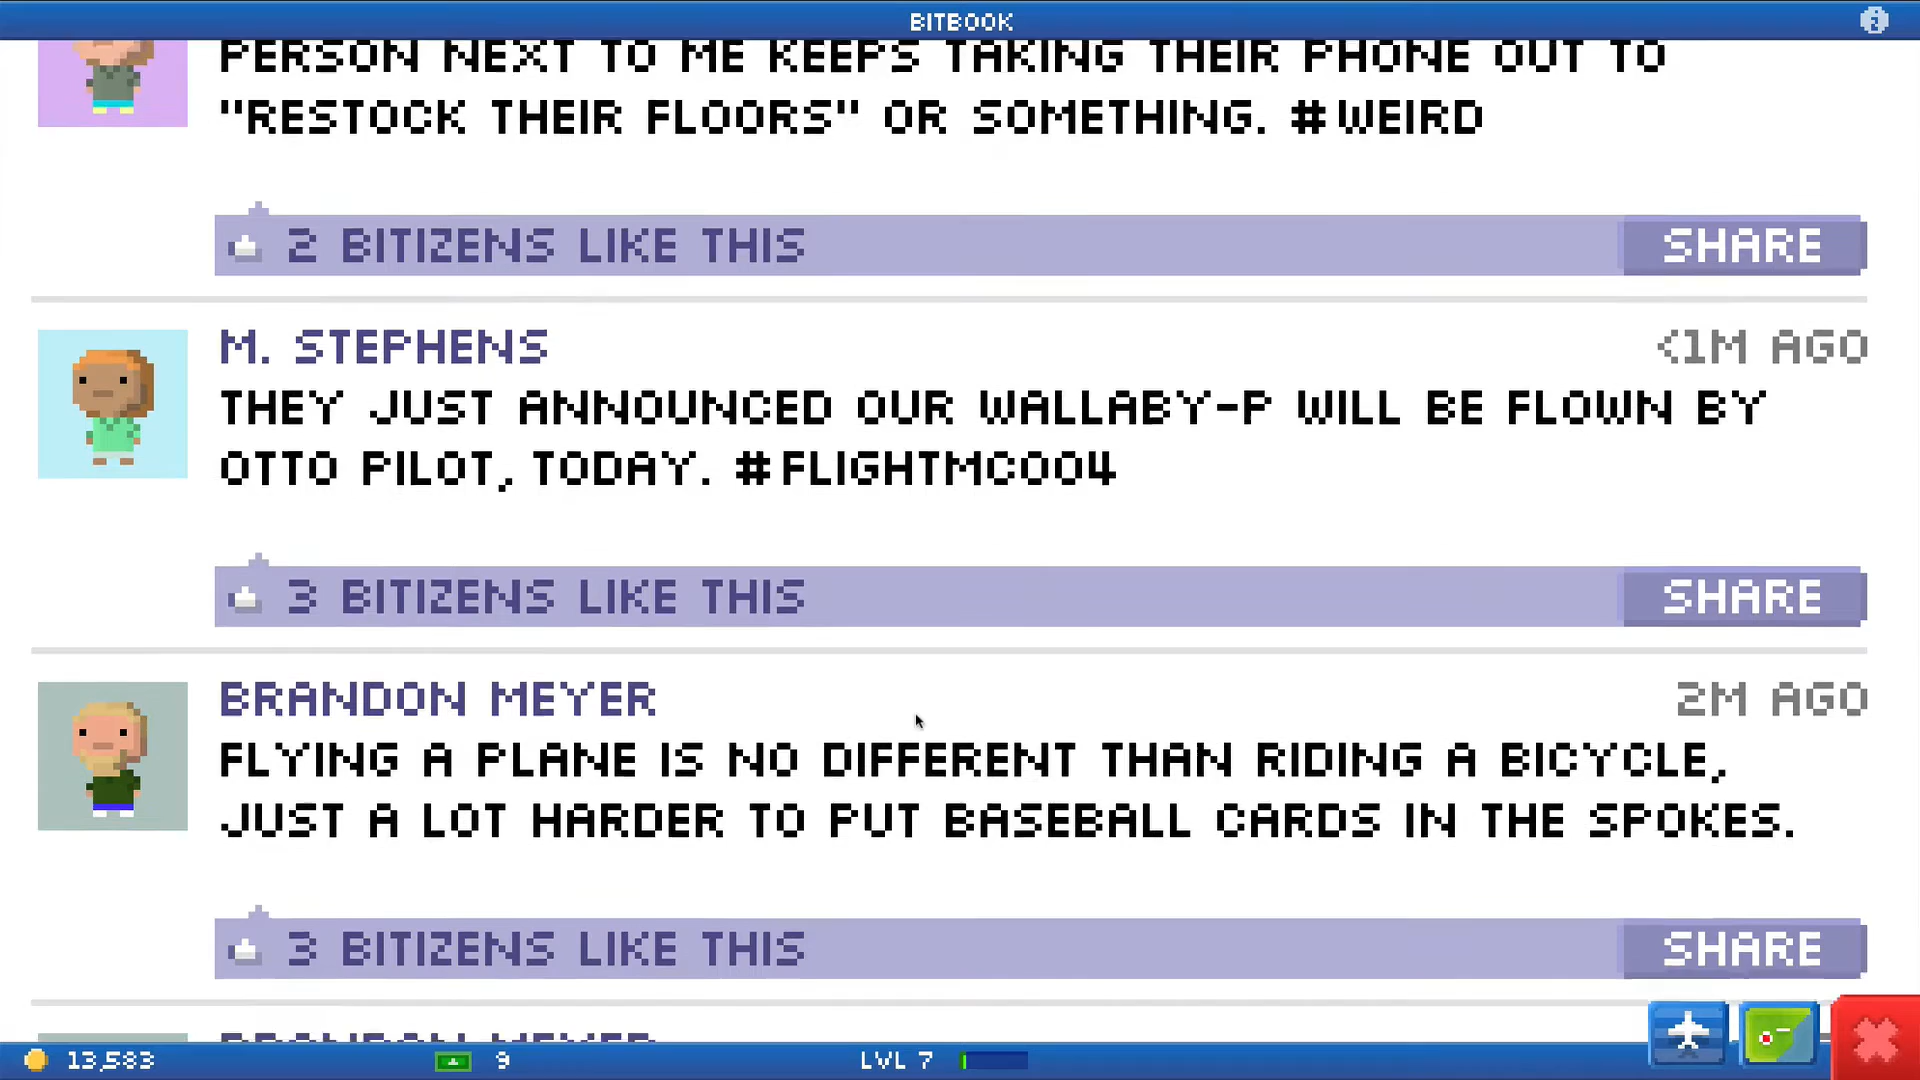 BITBOOK
PERSON NEXT TO ME KEEPS TAKING THEIR PHONE OUT TO
"RESTOCK THEIR FLOORS" OR SOMETHING. #WEIRD
2 BITIZENS LIKE THIS SHARE
M. STEPHENS <1M AGO
THEY JUST ANNOUNCED OUR WALLABY-P WILL BE FLOWN BY
OTTO PILOT, TODAY. #FLIGHTMC004
3 BITIZENS LIKE THIS SHARE
BRANDON MEYER 2M AGO
FLYING A PLANE IS NO DIFFERENT THAN RIDING A BICYCLE,
JUST A LOT HARDER TO PUT BASEBALL CARDS IN THE SPOKES.
3 BITIZENS LIKE THIS SHARE
BRANDON MEYER
13,583 9 LVL 7